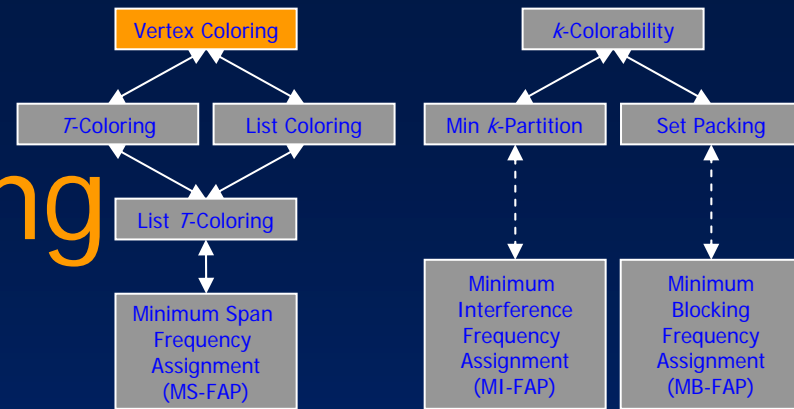 Vertex Coloring
k-Colorability
T-Coloring
List Coloring
Min k-Partition
Set Packing
ng
List T-Coloring
Minimum Span
Frequency
Assignment
(MS-FAP)
Minimum
Interference
Frequency
Assignment
(MI-FAP)
Minimum
Blocking
Frequency
Assignment
(MB-FAP)